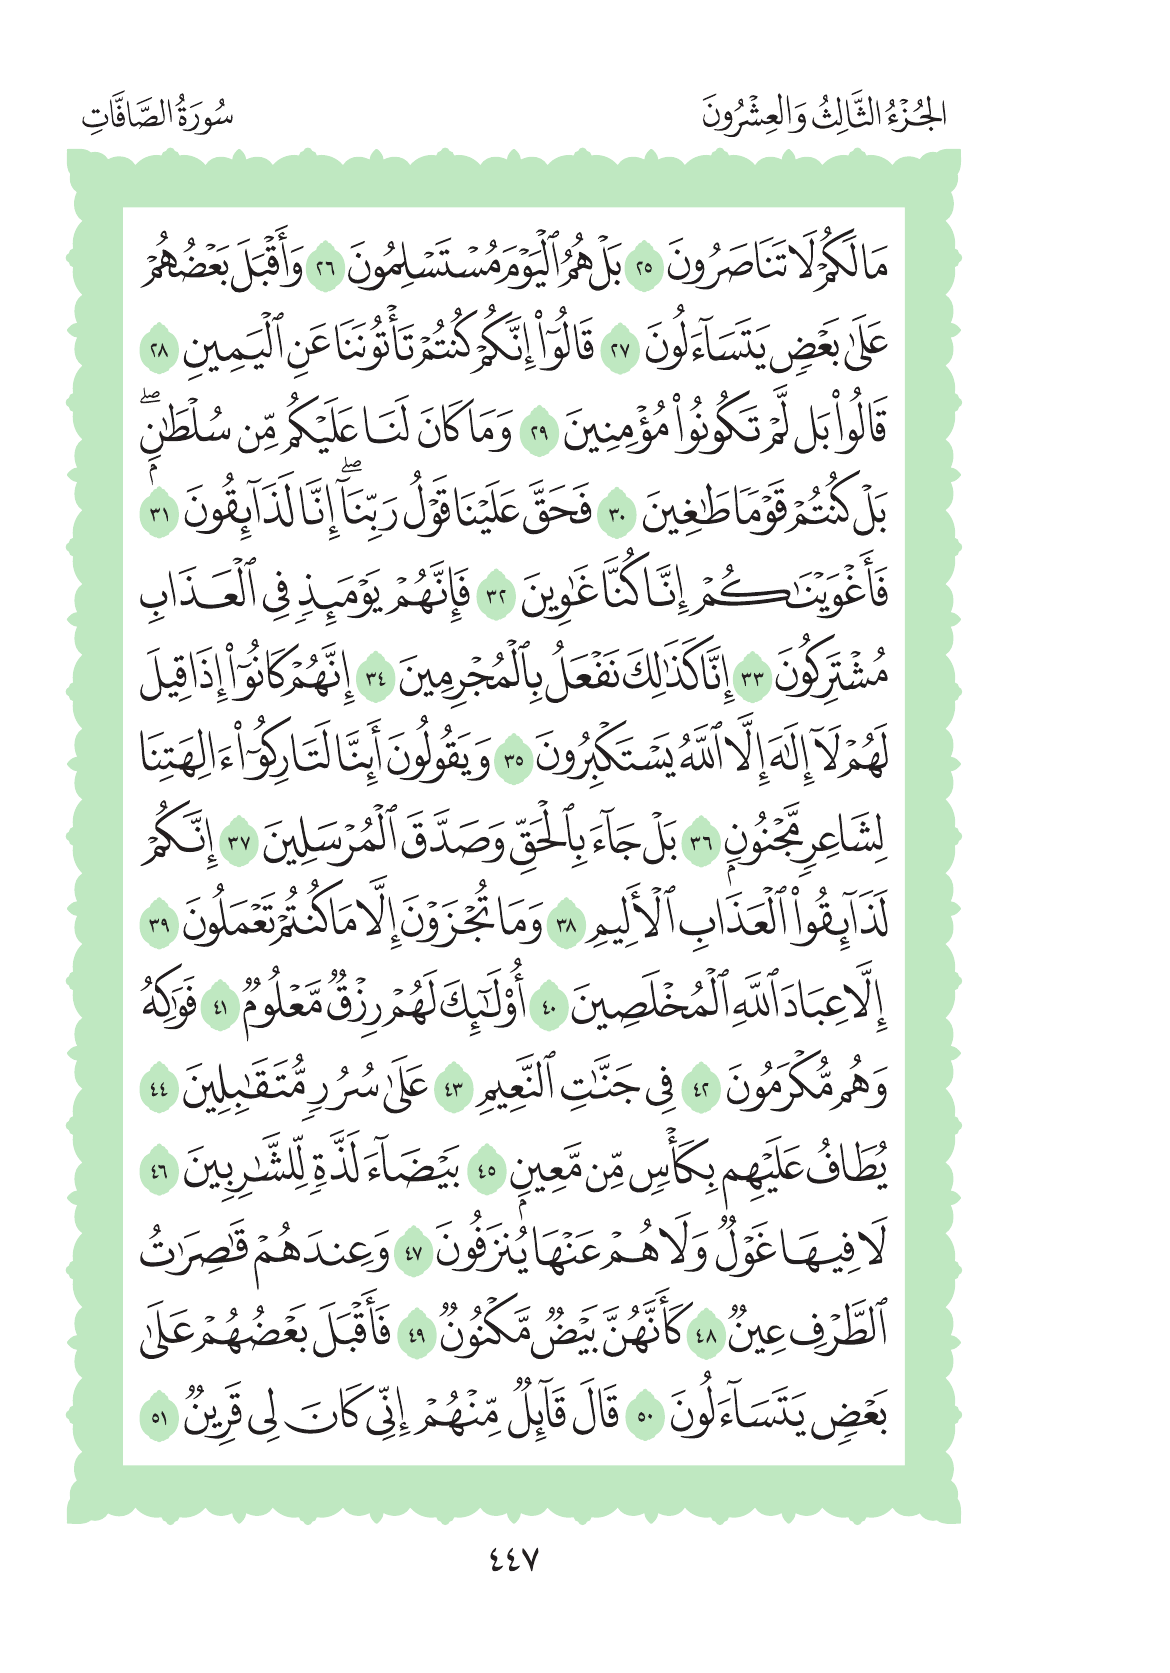 الجُزْءُ الثَّالِثُ وَالعِشْرُونَ
سُورَةُ الصَّافَّاتِ
مَا لَكُمْ لَا تَنَاصَرُونَ ٢٥ بَلْ هُمُ ٱلْيَوْمَ مُسْتَسْلِمُونَ ٢٦ وَأَقْبَلَ بَعْضُهُمْ
عَلَىٰ بَعْضٍ يَتَسَآءَلُونَ ٢٧ قَالُوٓا۟ إِنَّكُمْ كُنتُمْ تَأْتُونَنَا عَنِ ٱلْيَمِينِ ٢٨
قَالُوا۟ بَل لَّمْ تَكُونُوا۟ مُؤْمِنِينَ ٢٩ وَمَا كَانَ لَنَا عَلَيْكُم مِّن سُلْطَٰنٍۭ ۖ
بَلْ كُنتُمْ قَوْمًا طَٰغِينَ ٣٠ فَحَقَّ عَلَيْنَا قَوْلُ رَبِّنَآ ۖ إِنَّا لَذَآئِقُونَ ٣١
فَأَغْوَيْنَٰكُمْ إِنَّا كُنَّا غَٰوِينَ ٣٢ فَإِنَّهُمْ يَوْمَئِذٍ فِى ٱلْعَذَابِ
مُشْتَرِكُونَ ٣٣ إِنَّا كَذَٰلِكَ نَفْعَلُ بِٱلْمُجْرِمِينَ ٣٤ إِنَّهُمْ كَانُوٓا۟ إِذَا قِيلَ
لَهُمْ لَآ إِلَٰهَ إِلَّا ٱللَّهُ يَسْتَكْبِرُونَ ٣٥ وَيَقُولُونَ أَئِنَّا لَتَارِكُوٓا۟ ءَالِهَتِنَا
لِشَاعِرٍ مَّجْنُونٍۭ ٣٦ بَلْ جَآءَ بِٱلْحَقِّ وَصَدَّقَ ٱلْمُرْسَلِينَ ٣٧ إِنَّكُمْ
لَذَآئِقُوا۟ ٱلْعَذَابِ ٱلْأَلِيمِ ٣٨ وَمَا تُجْزَوْنَ إِلَّا مَا كُنتُمْ تَعْمَلُونَ ٣٩
إِلَّا عِبَادَ ٱللَّهِ ٱلْمُخْلَصِينَ ٤٠ أُو۟لَٰٓئِكَ لَهُمْ رِزْقٌ مَّعْلُومٌ ٤١ فَوَٰكِهُ
وَهُم مُّكْرَمُونَ ٤٢ فِى جَنَّٰتِ ٱلنَّعِيمِ ٤٣ عَلَىٰ سُرُرٍ مُّتَقَٰبِلِينَ ٤٤
يُطَافُ عَلَيْهِم بِكَأْسٍ مِّن مَّعِينٍۭ ٤٥ بَيْضَآءَ لَذَّةٍ لِّلشَّٰرِبِينَ ٤٦
لَا فِيهَا غَوْلٌ وَلَا هُمْ عَنْهَا يُنزَفُونَ ٤٧ وَعِندَهُمْ قَٰصِرَٰتُ
ٱلطَّرْفِ عِينٌ ٤٨ كَأَنَّهُنَّ بَيْضٌ مَّكْنُونٌ ٤٩ فَأَقْبَلَ بَعْضُهُمْ عَلَىٰ
بَعْضٍ يَتَسَآءَلُونَ ٥٠ قَالَ قَآئِلٌ مِّنْهُمْ إِنِّى كَانَ لِى قَرِينٌ ٥١
٤٤٧